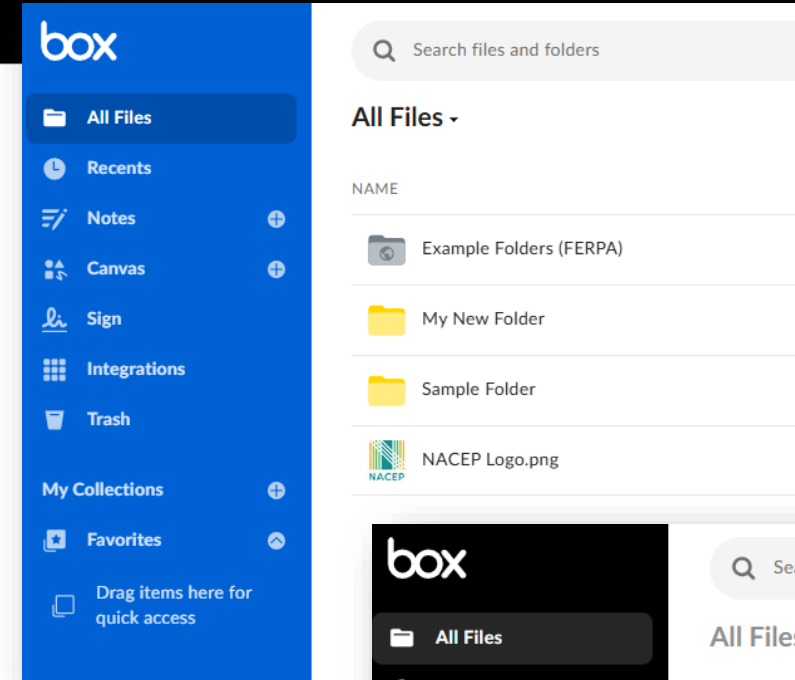 box
Search files and folders
All Files
All Files
Recents
NAME
Notes
Example Folders (FERPA)
Canvas
Sign
My New Folder
Integrations
Sample Folder
Trash
NACEP
NACEP Logo.png
My Collections
Favorites
Drag items here for
quick access
box
All Files
All Files